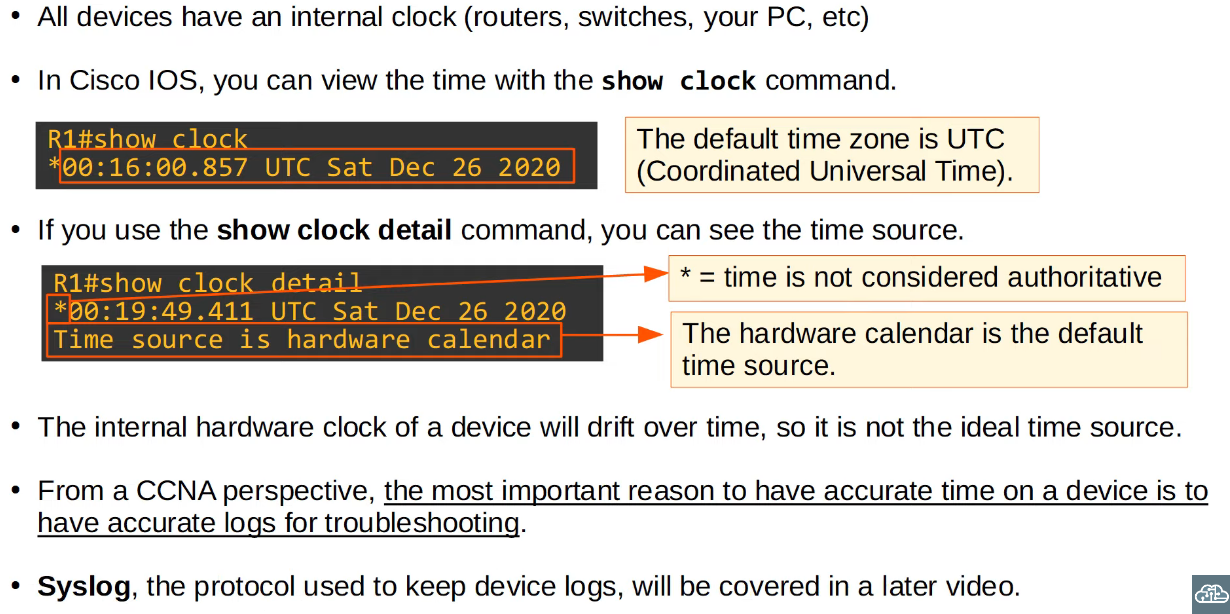 • All devices have an internal clock (routers, switches, your PC, etc)
• In Cisco IOS, you can view the time with the show clock command.
R1#show clock
*00:16:00.857 UTC Sat Dec 26 2020
The default time zone is UTC
(Coordinated Universal Time).
• If you use the show clock detail command, you can see the time source.
R1#show clock detail
*00:19:49.411 UTC Sat Dec 26 2020
Time source is hardware calendar
* = time is not considered authoritative
The hardware calendar is the default
time source.
• The internal hardware clock of a device will drift over time, so it is not the ideal time source.
• From a CCNA perspective, the most important reason to have accurate time on a device is to
have accurate logs for troubleshooting.
• Syslog, the protocol used to keep device logs, will be covered in a later video.